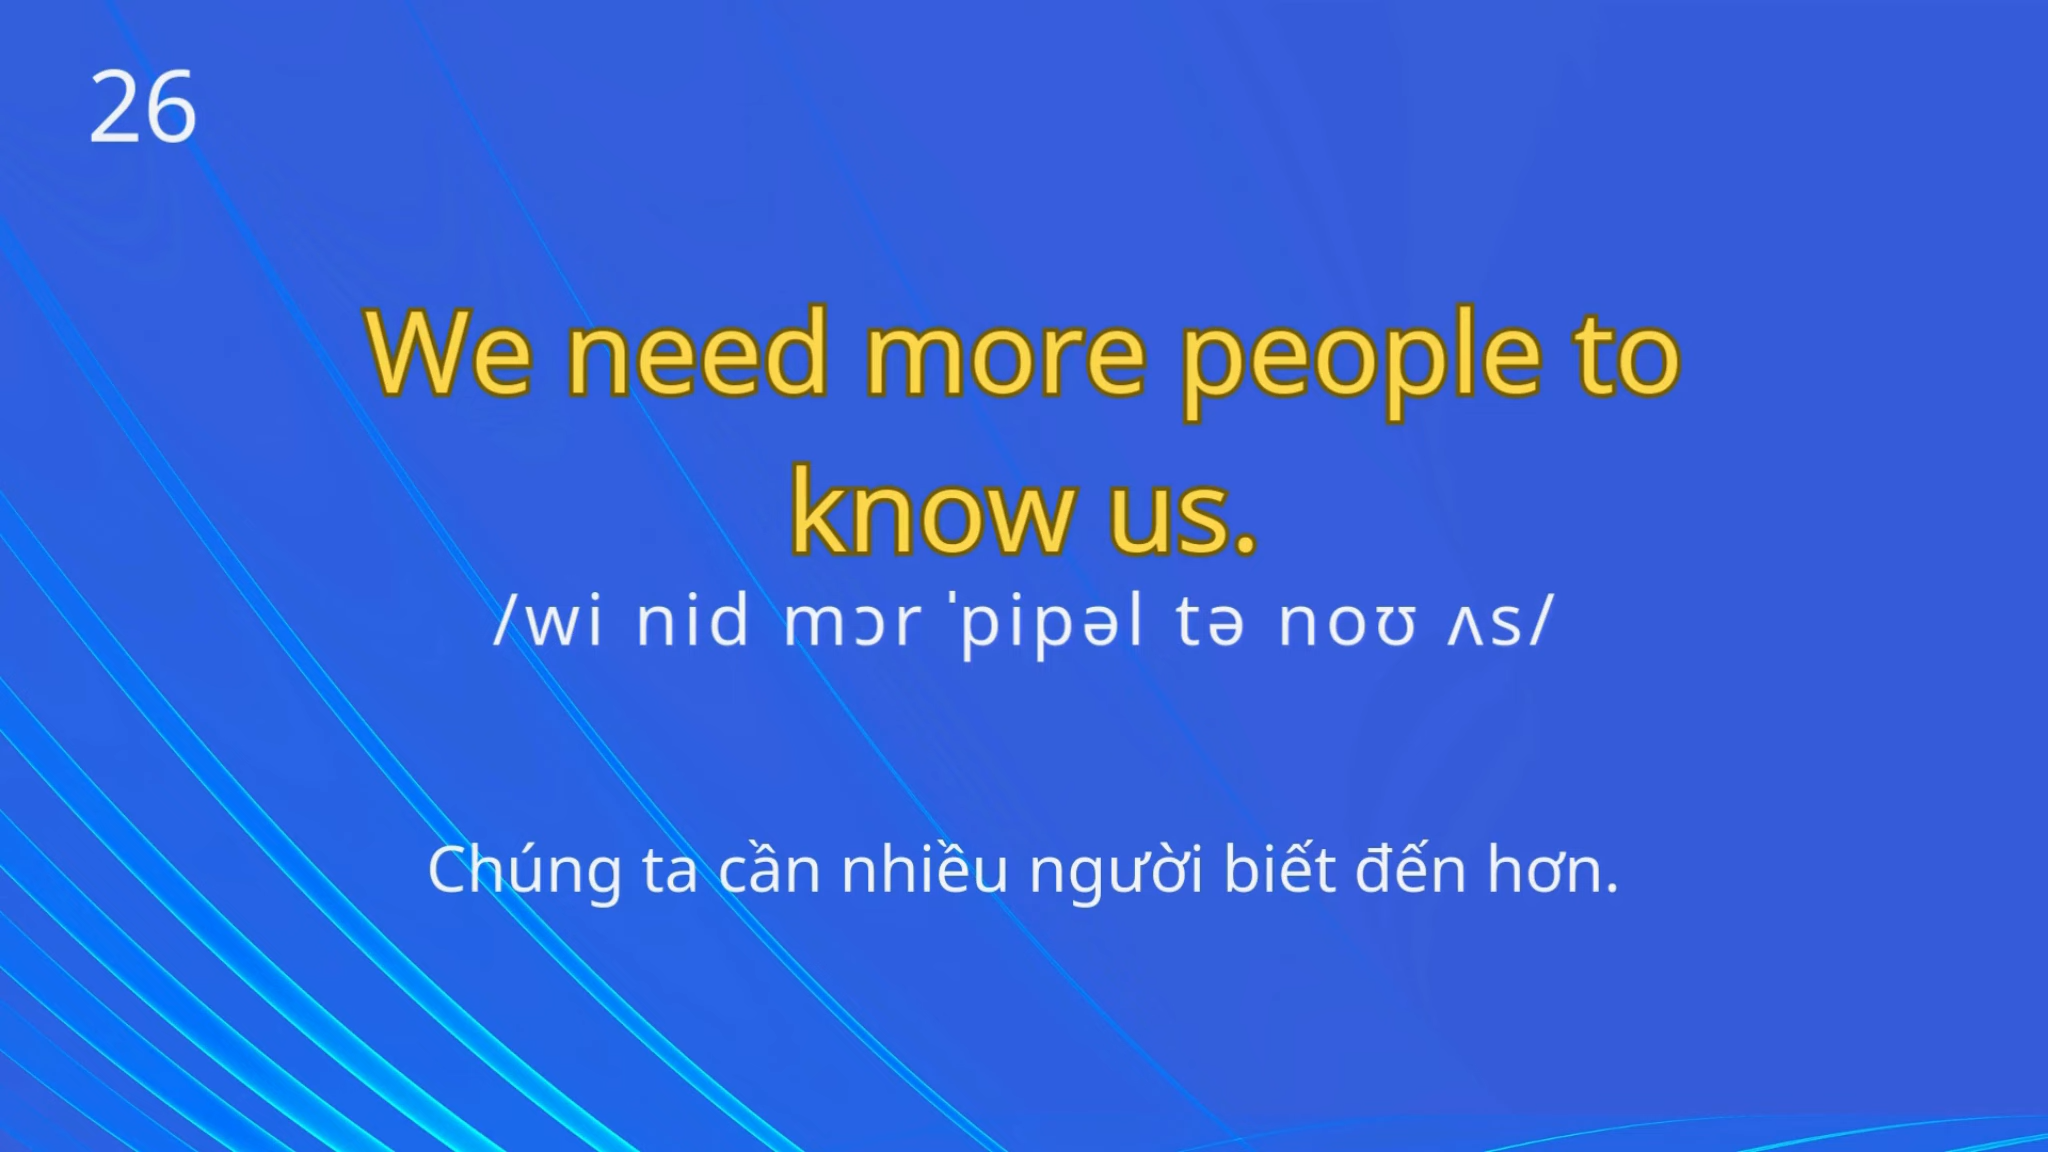 26
We need more people to
know us.
/wi nid mɔr ˈpipəl tə noʊ ʌs/
Chúng ta cần nhiều người biết đến hơn.